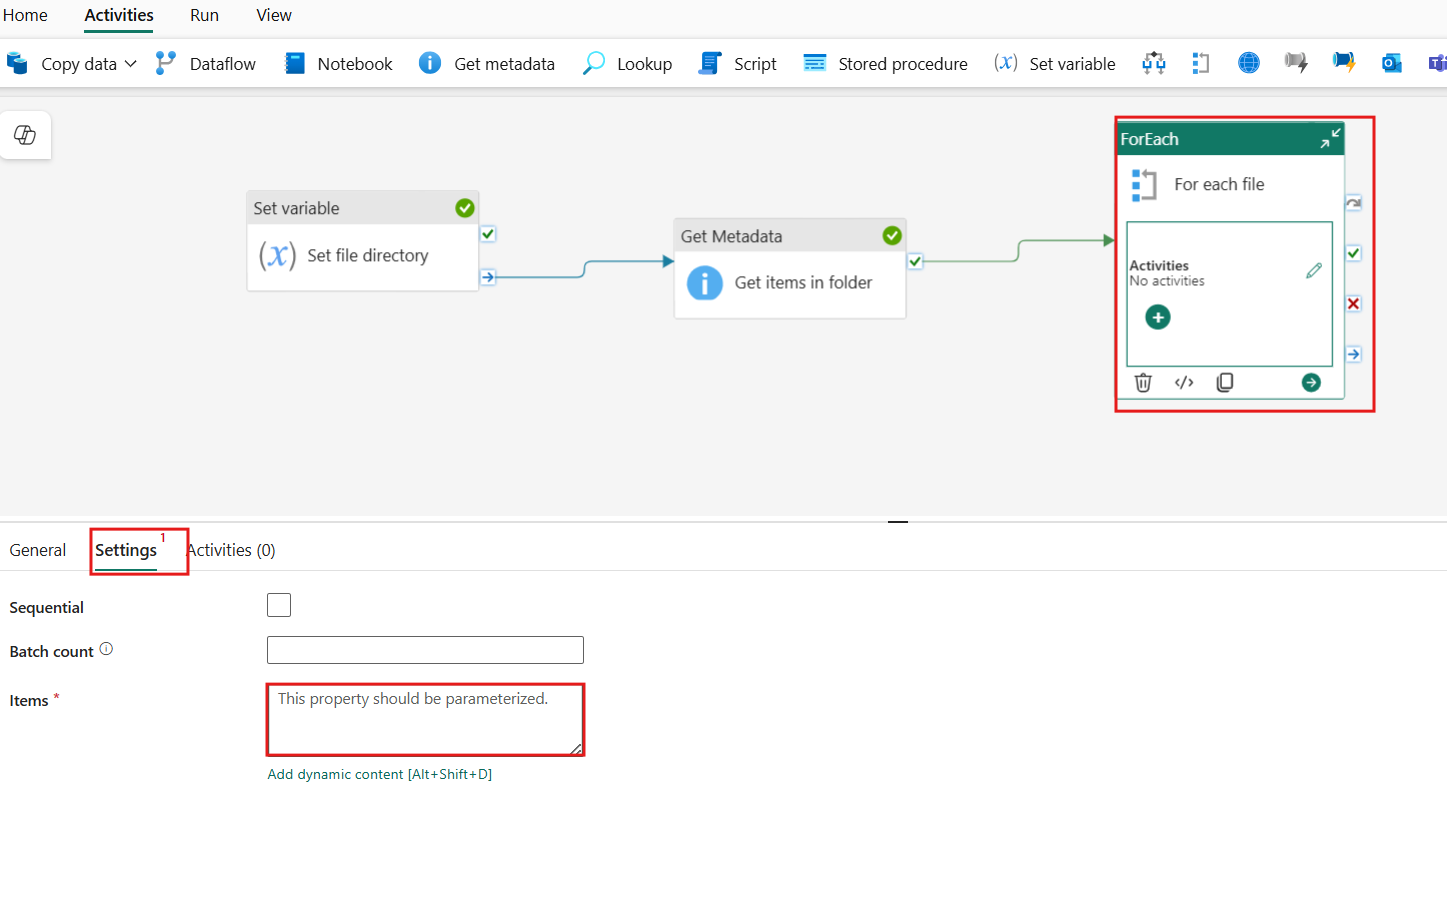 Home Activities Run View
Copy data Dataflow Notebook Get metadata Lookup Script Stored procedure (x) Set variable
ForEach
For each file
Set variable
(x) Set file directory
Get Metadata
Get items in folder
Activities
No activities
General Settings 1 Activities (0)
Sequential
Batch count
Items *
This property should be parameterized.
Add dynamic content [Alt+Shift+D]